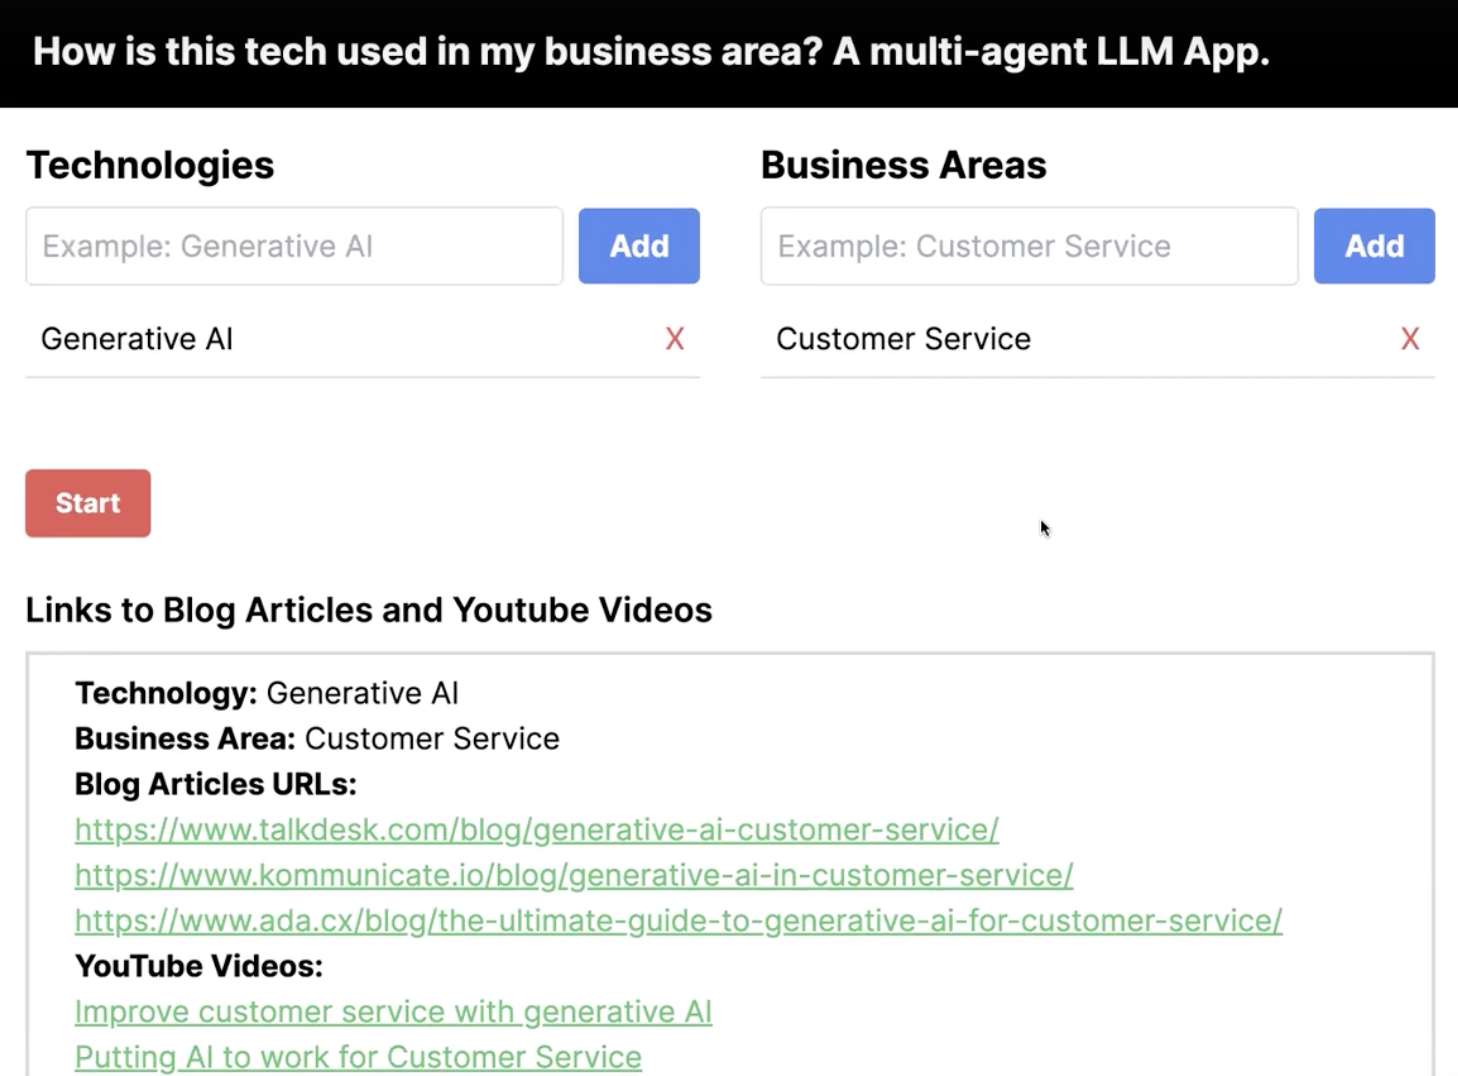 How is this tech used in my business area? A multi-agent LLM App.
Technologies
Example: Generative AI
Add
Generative AI
X
Business Areas
Example: Customer Service
Add
Customer Service
X
Start
Links to Blog Articles and Youtube Videos
Technology: Generative AI
Business Area: Customer Service
Blog Articles URLs:
https://www.talkdesk.com/blog/generative-ai-customer-service/
https://www.kommunicate.io/blog/generative-ai-in-customer-service/
https://www.ada.cx/blog/the-ultimate-guide-to-generative-ai-for-customer-service/
YouTube Videos:
Improve customer service with generative AI
Putting AI to work for Customer Service